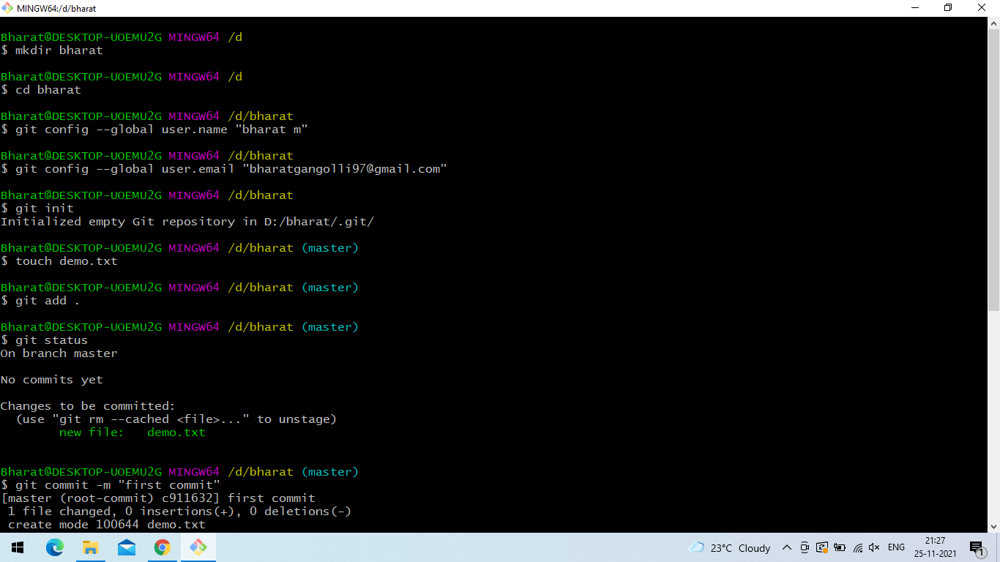 MINGW64:/d/bharat
Bharat@DESKTOP-UOEMU2G MINGW64 /d
$ mkdir bharat
Bharat@DESKTOP-UOEMU2G MINGW64 /d
$ cd bharat
Bharat@DESKTOP-UOEMU2G MINGW64 /d/bharat
$ git config --global user.name "bharat m"
Bharat@DESKTOP-UOEMU2G MINGW64 /d/bharat
$ git config --global user.email "bharatgangolli97@gmail.com"
Bharat@DESKTOP-UOEMU2G MINGW64 /d/bharat
$ git init
Initialized empty Git repository in D:/bharat/.git/
Bharat@DESKTOP-UOEMU2G MINGW64 /d/bharat (master)
$ touch demo.txt
Bharat@DESKTOP-UOEMU2G MINGW64 /d/bharat (master)
$ git add .
Bharat@DESKTOP-UOEMU2G MINGW64 /d/bharat (master)
$ git status
On branch master
No commits yet
Changes to be committed:
  (use "git rm --cached <file>..." to unstage)
        new file:   demo.txt
Bharat@DESKTOP-UOEMU2G MINGW64 /d/bharat (master)
$ git commit -m "first commit"
[master (root-commit) c911632] first commit
 1 file changed, 0 insertions(+), 0 deletions(-)
 create mode 100644 demo.txt
23°C Cloudy
ENG
21:27
25-11-2021
1